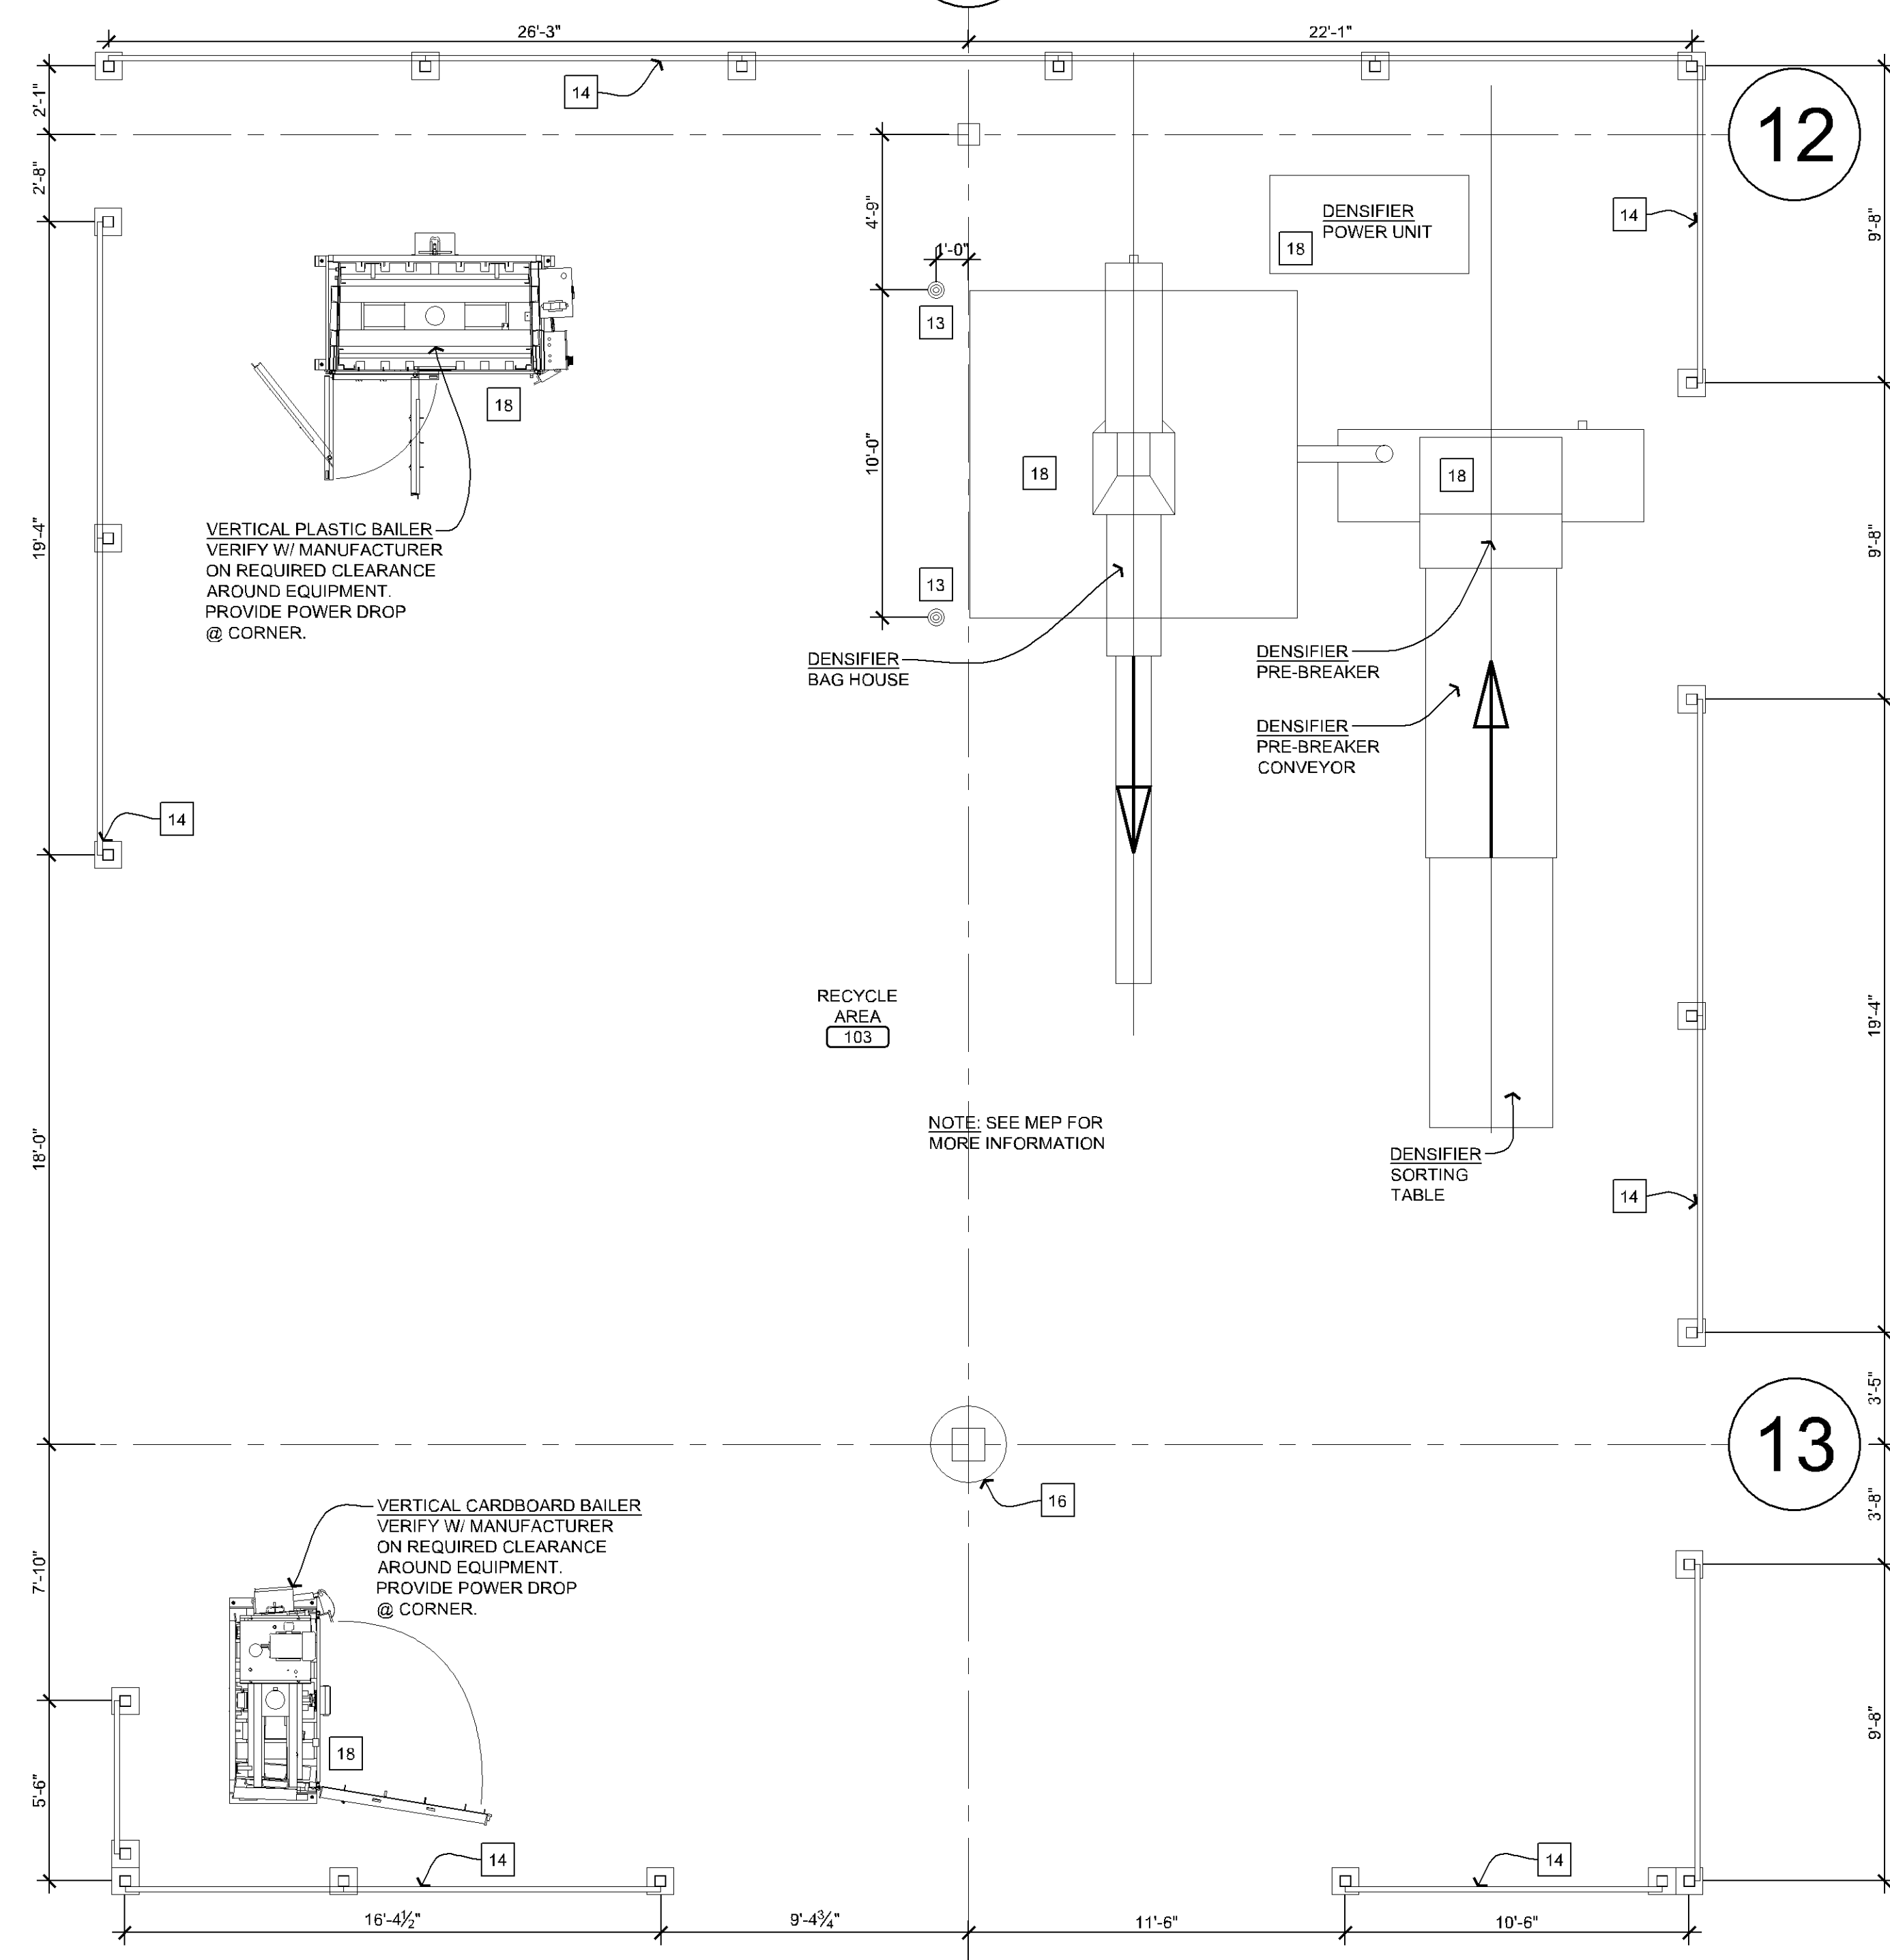 26'-3"
22'-1"
2'-1"
14
12
2'-8"
4'-9"
DENSIFIER
POWER UNIT
18
14
9'-8"
1'-0"
13
18
10'-0"
18
18
VERTICAL PLASTIC BAILER
VERIFY W/ MANUFACTURER
ON REQUIRED CLEARANCE
AROUND EQUIPMENT.
PROVIDE POWER DROP
@ CORNER.
19'-4"
9'-8"
13
DENSIFIER
BAG HOUSE
DENSIFIER
PRE-BREAKER
DENSIFIER
PRE-BREAKER
CONVEYOR
14
RECYCLE
AREA
103
19'-4"
NOTE: SEE MEP FOR
MORE INFORMATION
18'-0"
DENSIFIER
SORTING
TABLE
14
3'-5"
13
16
3'-8"
VERTICAL CARDBOARD BAILER
VERIFY W/ MANUFACTURER
ON REQUIRED CLEARANCE
AROUND EQUIPMENT.
PROVIDE POWER DROP
@ CORNER.
7'-10"
18
9'-8"
5'-6"
14
14
16'-4½"
9'-4¾"
11'-6"
10'-6"